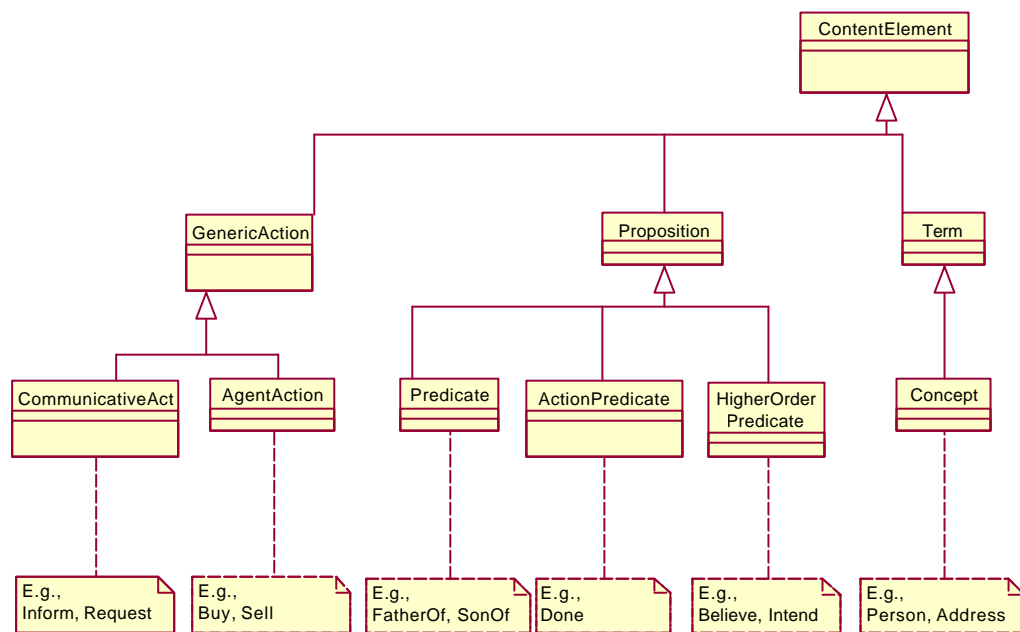 ContentElement
GenericAction
Proposition
Term
CommunicativeAct
AgentAction
Predicate
ActionPredicate
HigherOrder
Predicate
Concept
E.g.,
Inform, Request
E.g.,
Buy, Sell
E.g.,
FatherOf, SonOf
E.g.,
Done
E.g.,
Believe, Intend
E.g.,
Person, Address